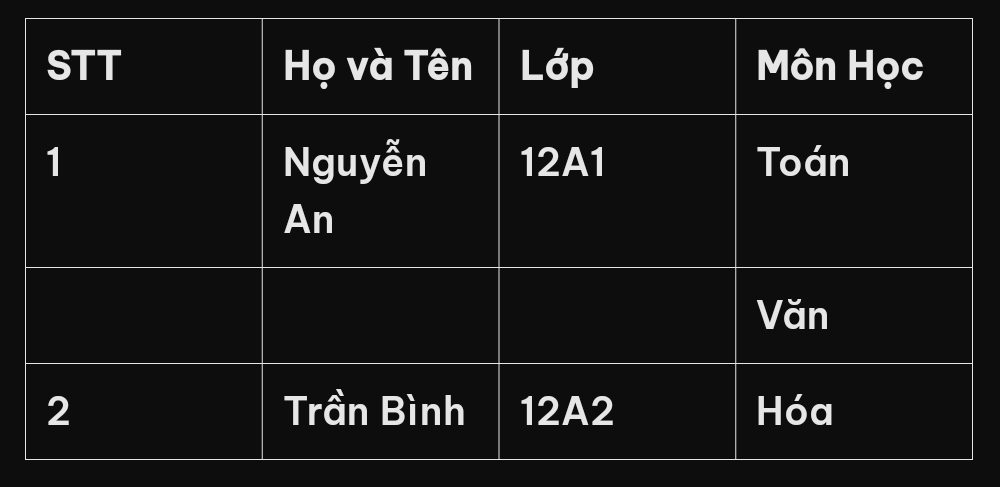 STT Họ và Tên Lớp Môn Học
1 Nguyễn An 12A1 Toán
Văn
2 Trần Bình 12A2 Hóa